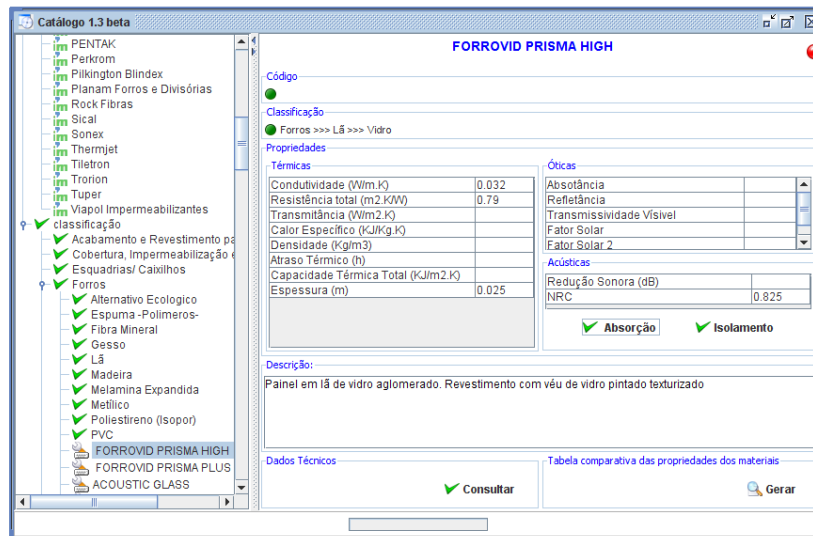 Catálogo 1.3 beta
PENTAK
Perkrom
Pilkington Blindex
Planam Forros e Divisórias
Rock Fibras
Sical
Sonex
Thermjet
Tiletron
Trorion
Tuper
Viapol Impermeabilizantes
classificação
Acabamento e Revestimento pa
Cobertura, Impermeabilização e
Esquadrias/ Caixilhos
Forros
Alternativo Ecologico
Espuma -Polimeros-
Fibra Mineral
Gesso
Lã
Madeira
Melamina Expandida
Metílico
Poliestireno (Isopor)
PVC
FORROVID PRISMA HIGH
FORROVID PRISMA PLUS
ACOUSTIC GLASS
FORROVID PRISMA HIGH
Código
Classificação
Forros >>> Lã >>> Vidro
Propriedades
Térmicas
Condutividade (W/m.K) 0.032
Resistência total (m2.K/W) 0.79
Transmitância (W/m2.K)
Calor Específico (KJ/Kg.K)
Densidade (Kg/m3)
Atraso Térmico (h)
Capacidade Térmica Total (KJ/m2.K)
Espessura (m) 0.025
Óticas
Absotância
Refletância
Transmissividade Vísivel
Fator Solar
Fator Solar 2
Acústicas
Redução Sonora (dB)
NRC 0.825
Absorção Isolamento
Descrição:
Painel em lã de vidro aglomerado. Revestimento com véu de vidro pintado texturizado
Dados Técnicos
Consultar
Tabela comparativa das propriedades dos materiais
Gerar